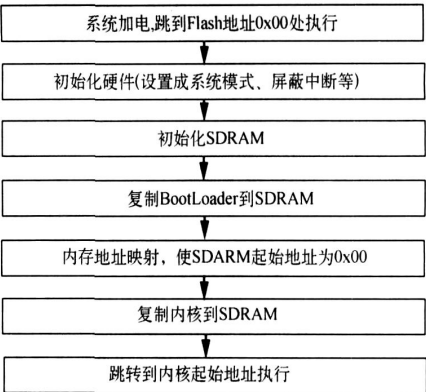 系统加电,跳到Flash地址0x00处执行
初始化硬件(设置成系统模式、屏蔽中断等)
初始化SDRAM
复制BootLoader到SDRAM
内存地址映射，使SDARM起始地址为0x00
复制内核到SDRAM
跳转到内核起始地址执行